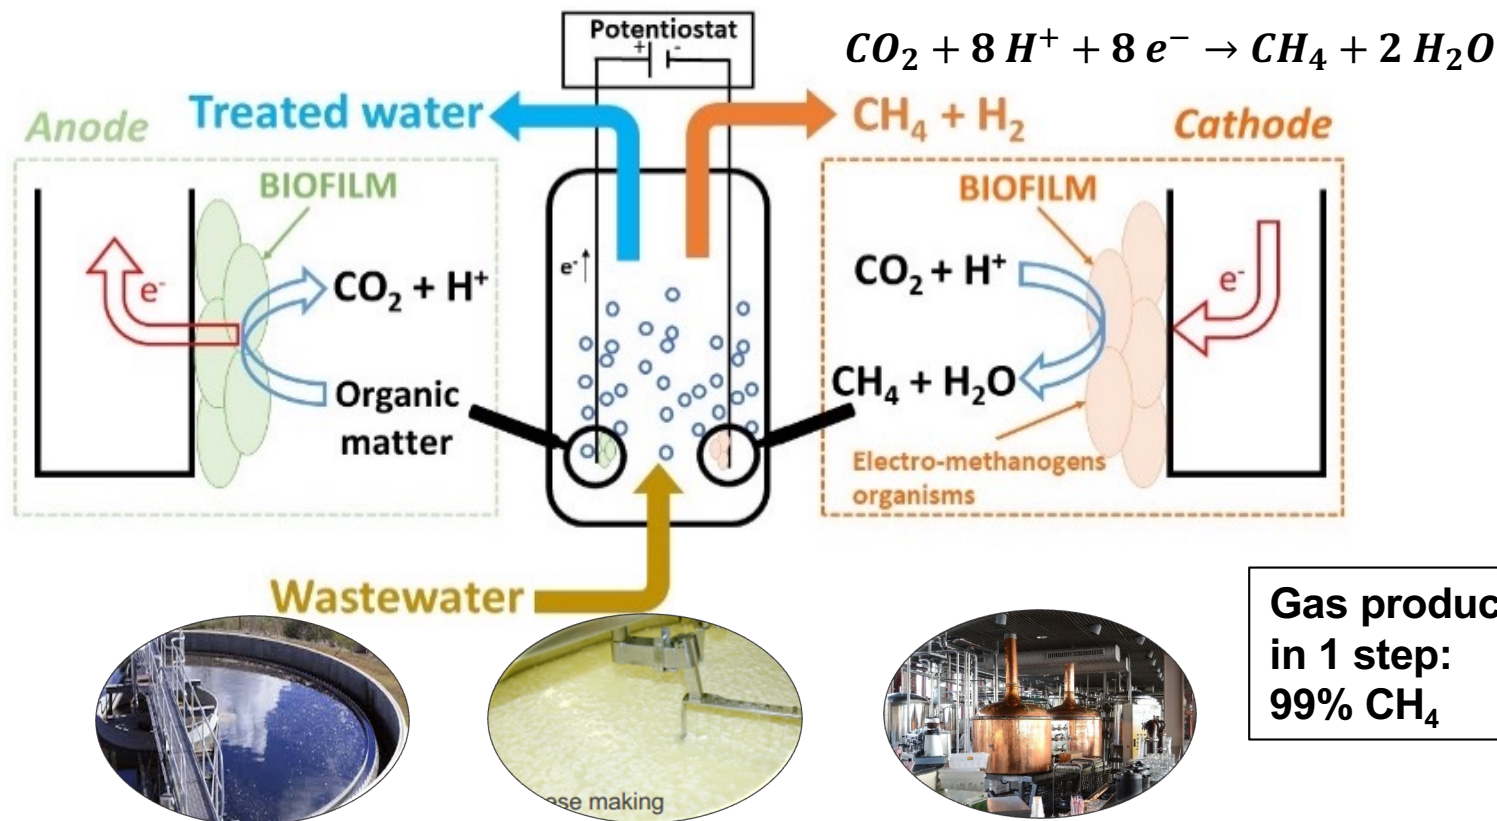 Potentiostat
+ -
CO₂ + 8 H⁺ + 8 e⁻ → CH₄ + 2 H₂O
Anode
Treated water
CH₄ + H₂
Cathode
BIOFILM
e⁻
CO₂ + H⁺
Organic
matter
e⁻
BIOFILM
CO₂ + H⁺
e⁻
CH₄ + H₂O
Electro-methanogens
organisms
Wastewater
ese making
Gas produc
in 1 step:
99% CH₄